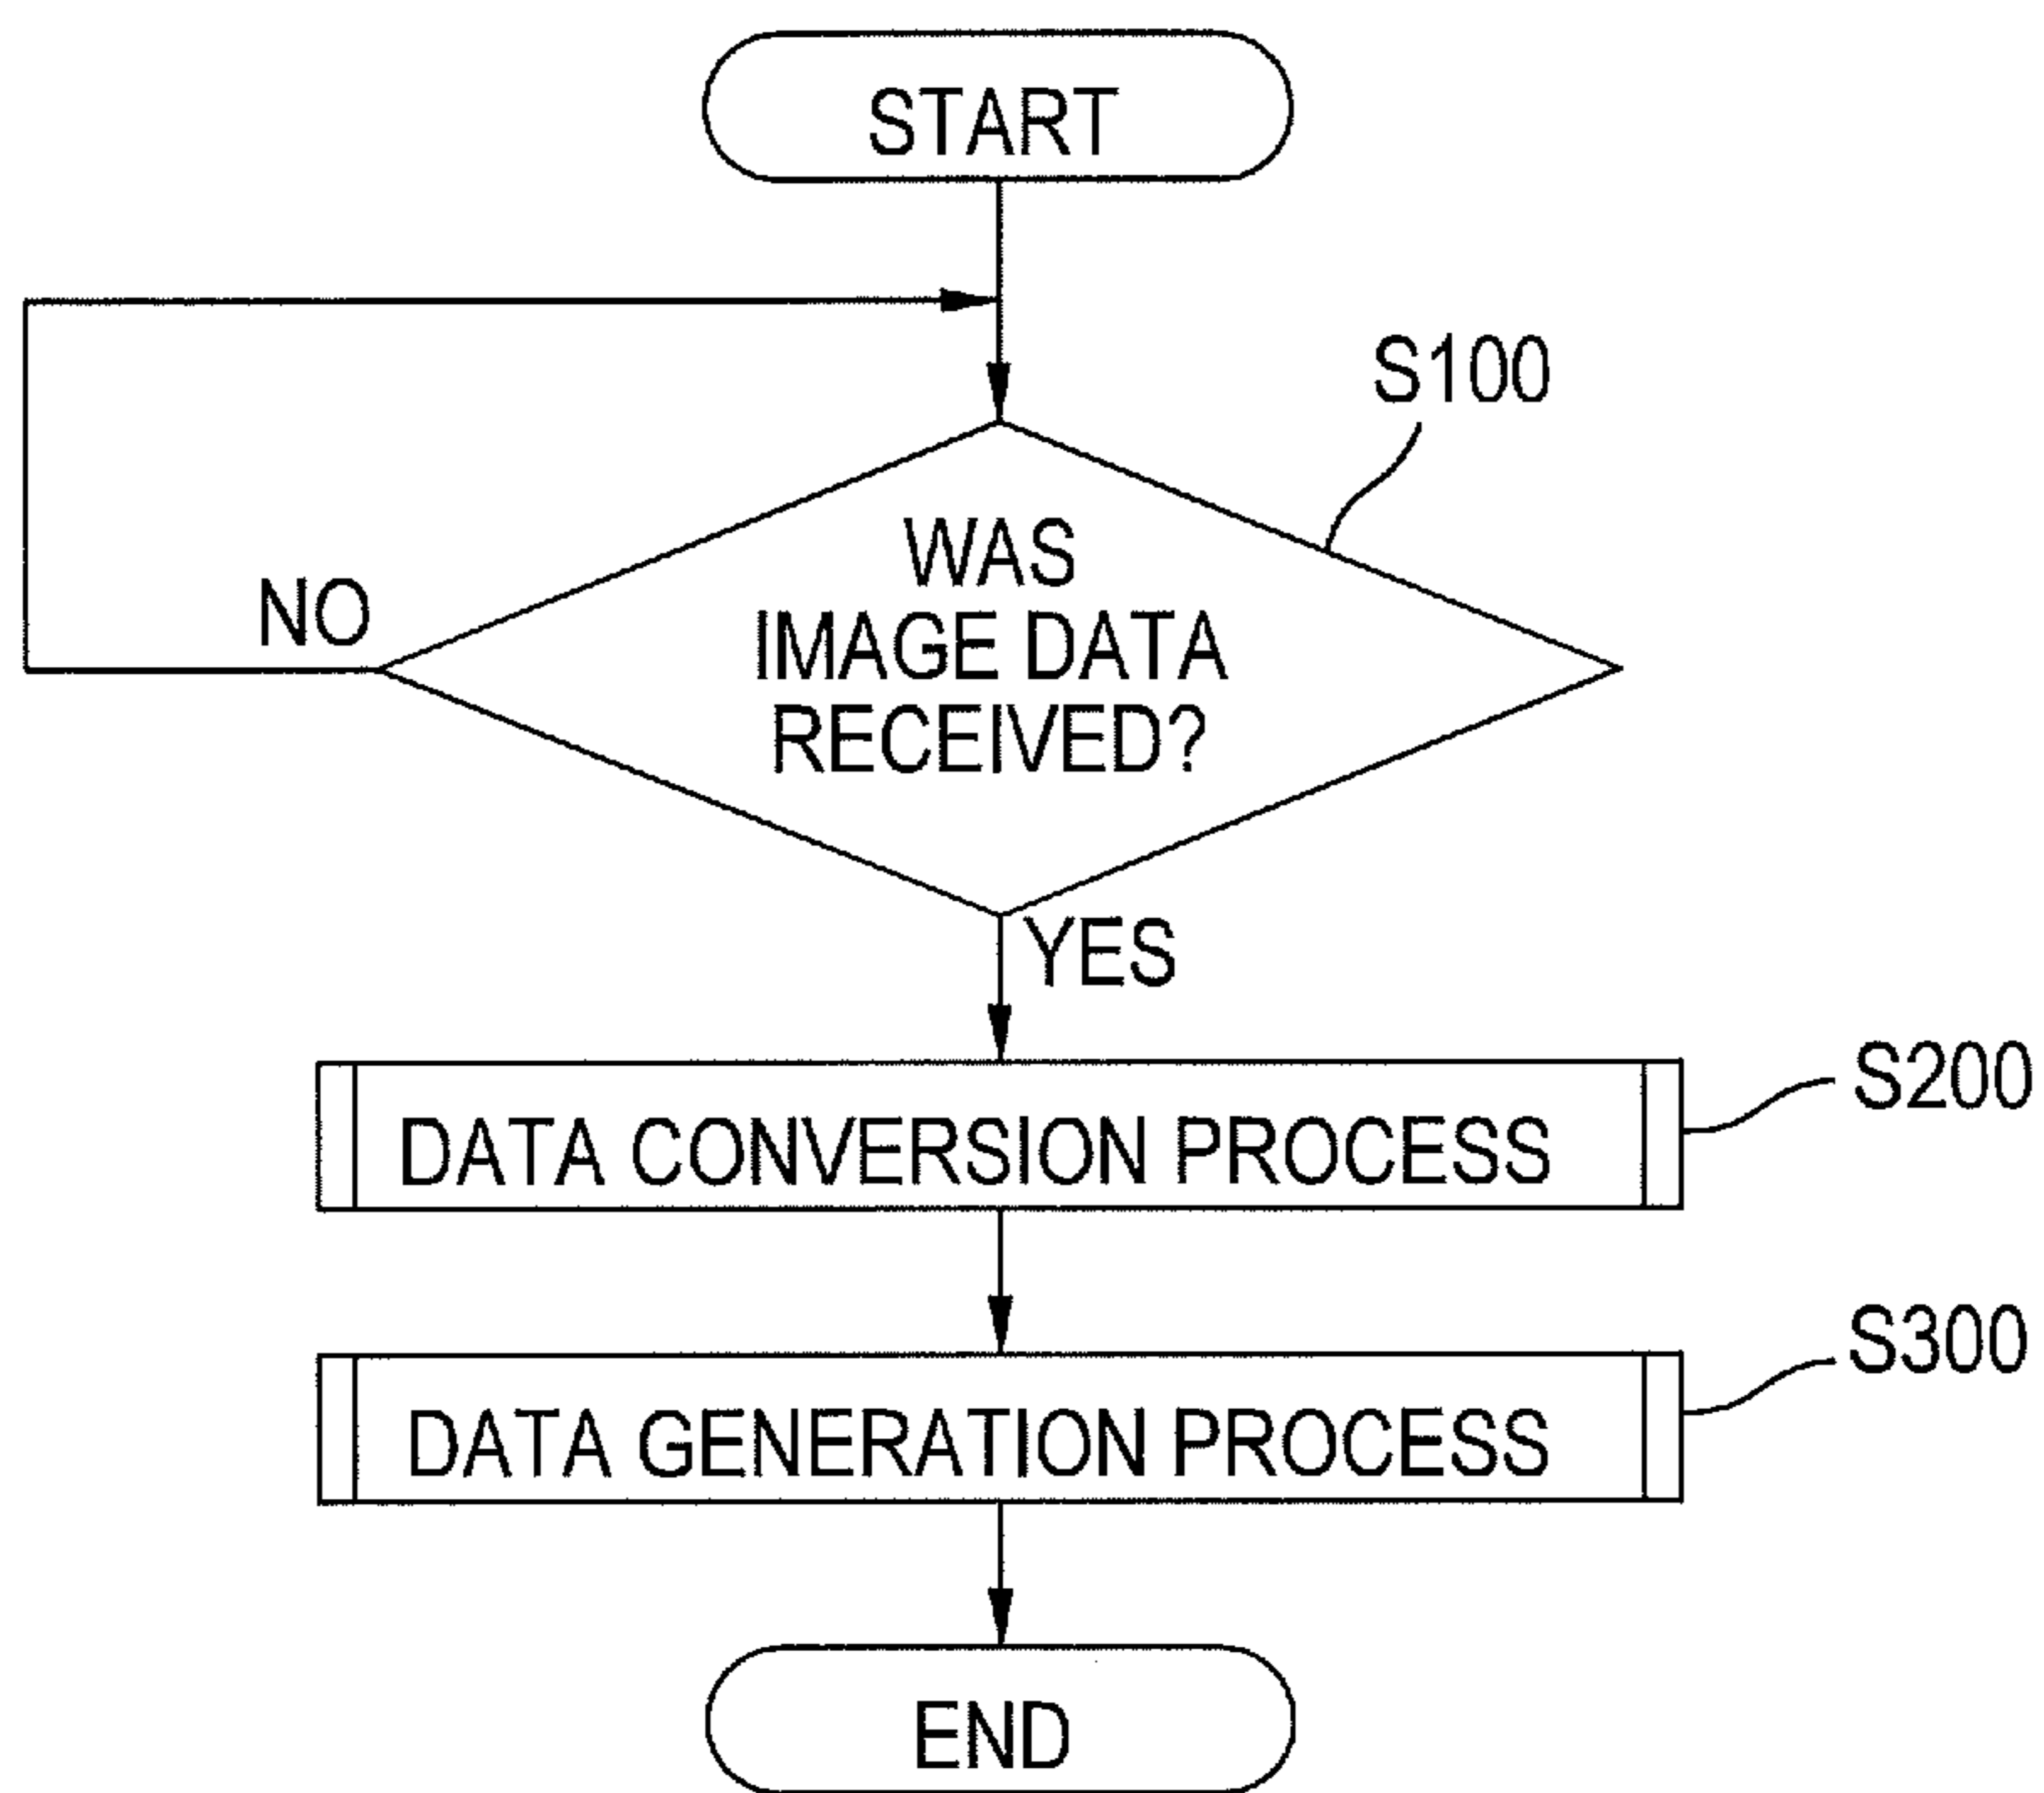 START
S100
WAS
IMAGE DATA
RECEIVED?
NO
YES
S200
DATA CONVERSION PROCESS
S300
DATA GENERATION PROCESS
END